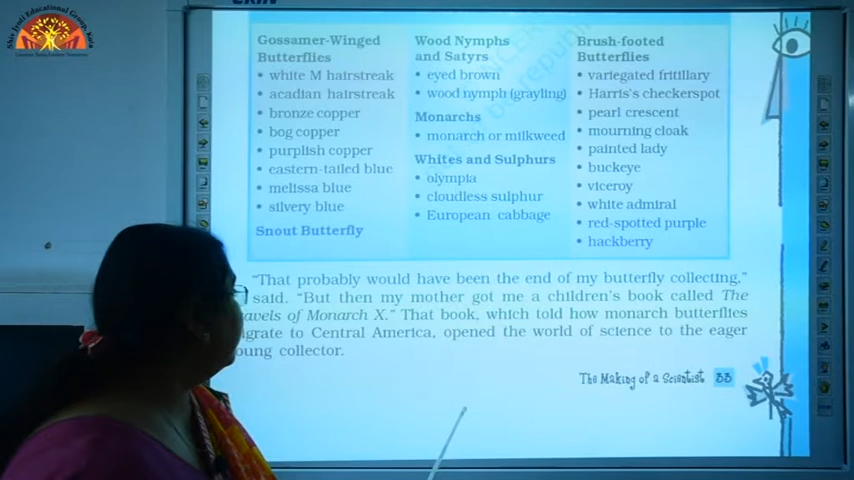 Gossamer-Winged
Butterflies
• white M hairstreak
• acadian hairstreak
• bronze copper
• bog copper
• purplish copper
• eastern-tailed blue
• melissa blue
• silvery blue
Snout Butterfly
Wood Nymphs
and Satyrs
• eyed brown
• wood nymph (grayling)
Monarchs
• monarch or milkweed
Whites and Sulphurs
• olympia
• cloudless sulphur
• European cabbage
Brush-footed
Butterflies
• variegated fritillary
• Harris's checkerspot
• pearl crescent
• mourning cloak
• painted lady
• buckeye
• viceroy
• white admiral
• red-spotted purple
• hackberry
"That probably would have been the end of my butterfly collecting,"
said. "But then my mother got me a children's book called The
avels of Monarch X." That book, which told how monarch butterflies
igrate to Central America, opened the world of science to the eager
oung collector.
The Making of a Scientist 33